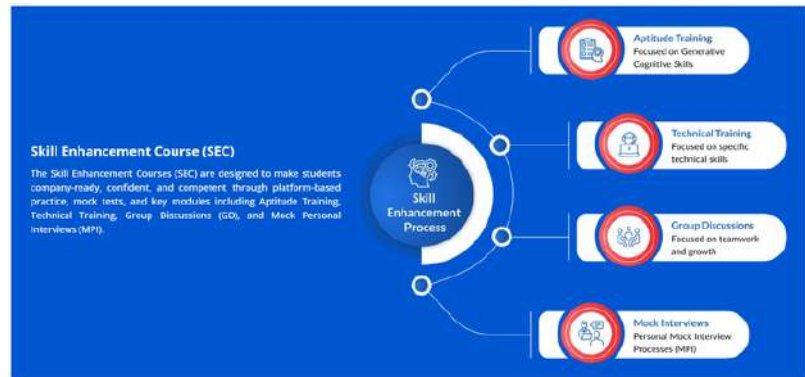 Skill Enhancement Course (SEC)
The Skill Enhancement Courses (SEC) are designed to make students
company-ready, confident, and competent through platform-based
practice, mock tests, and key modules including Aptitude Training,
Technical Training, Group Discussions (GD), and Mock Personal
Interviews (MPI).
Skill
Enhancement
Process
Aptitude Training
Focused on Generative
Cognitive Skills
Technical Training
Focused on specific
technical skills
Group Discussions
Focused on teamwork
and growth
Mock Interviews
Personal Mock Interview
Processes (MPI)